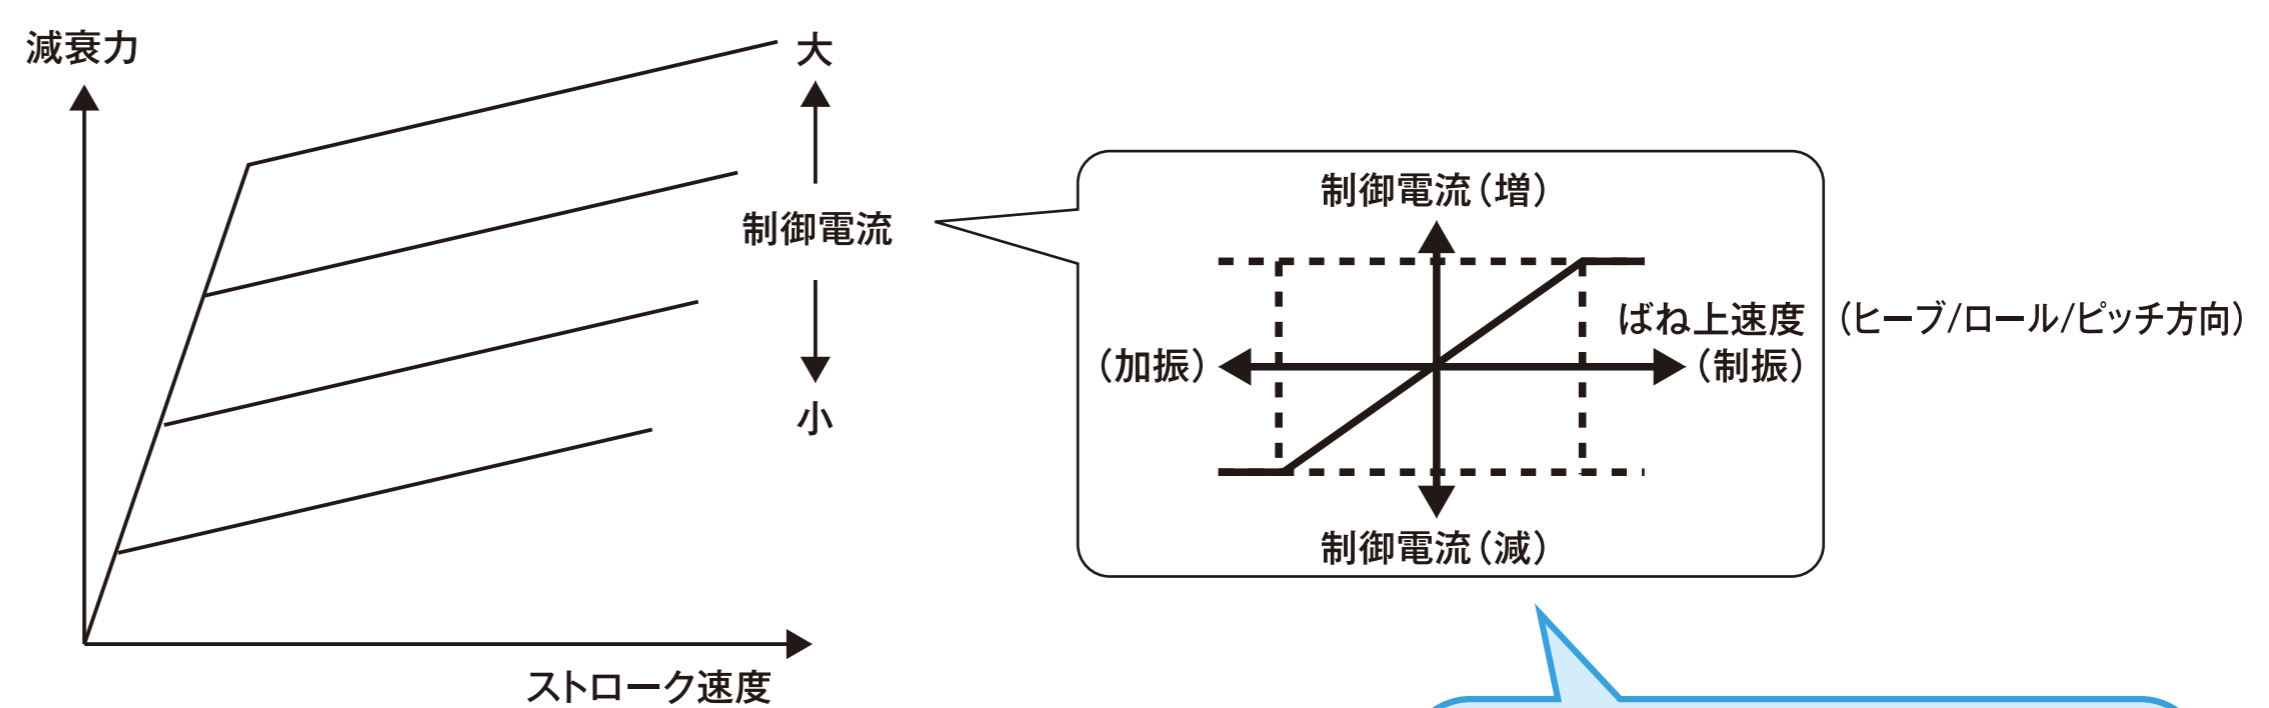 減衰力
大
制御電流
小
ストローク速度
制御電流（増）
ばね上速度
（ヒーブ/ロール/ピッチ方向）
（加振）
（制振）
制御電流（減）